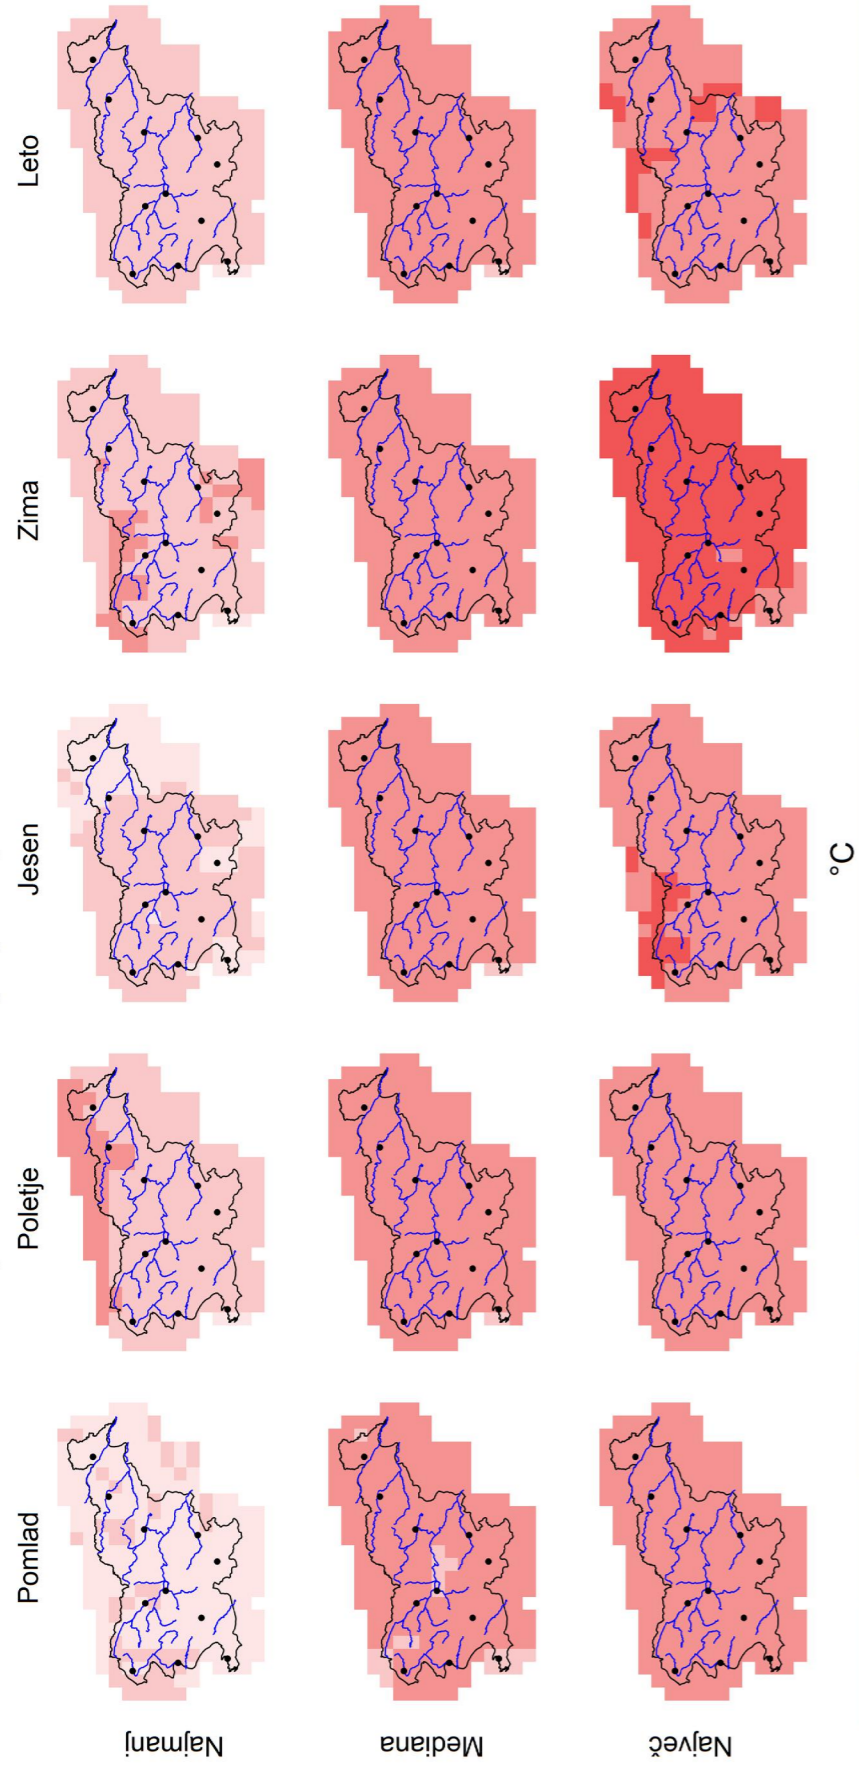 Pomlad
Poletje
Jesen
Zima
Leto
Najmanj
Mediana
Največ
°C